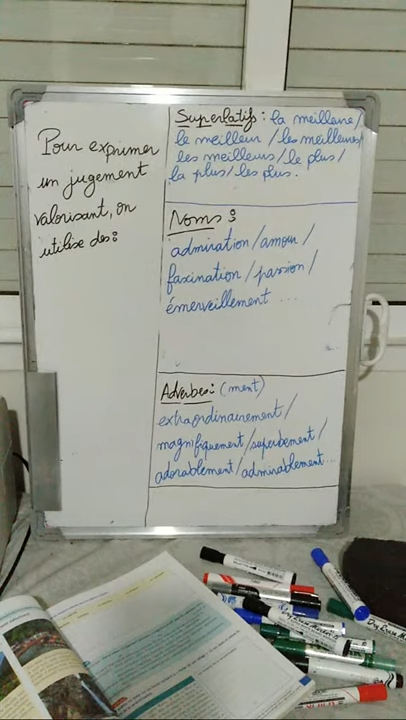 Pour exprimer
un jugement
valorisant, on
utilise des:
Superlatifs: la meilleure/
le meilleur/les meilleures/
les meilleurs/le plus/
la plus/les plus.
Noms:
admiration/amour/
fascination/passion/
émerveillement...
Adverbes: (ment)
extraordinairement/
magnifiquement/superbement/
adorablement/admirablement...